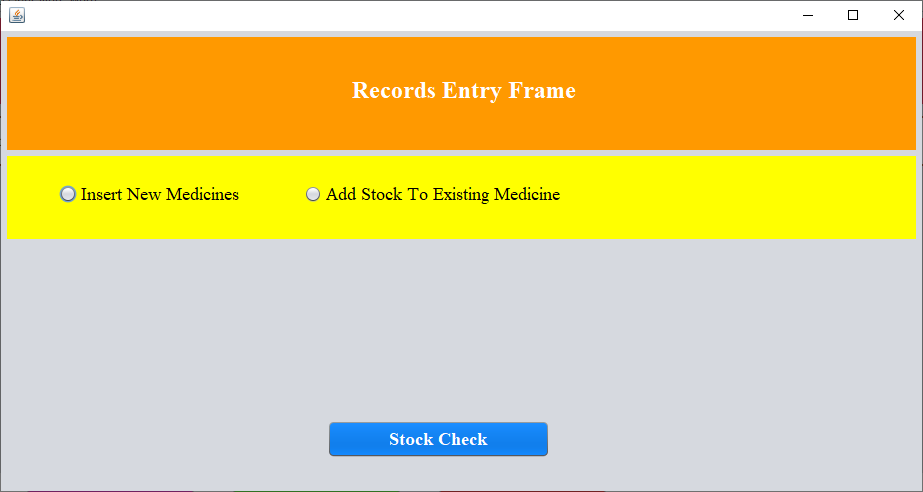 Records Entry Frame
Insert New Medicines Add Stock To Existing Medicine
Stock Check